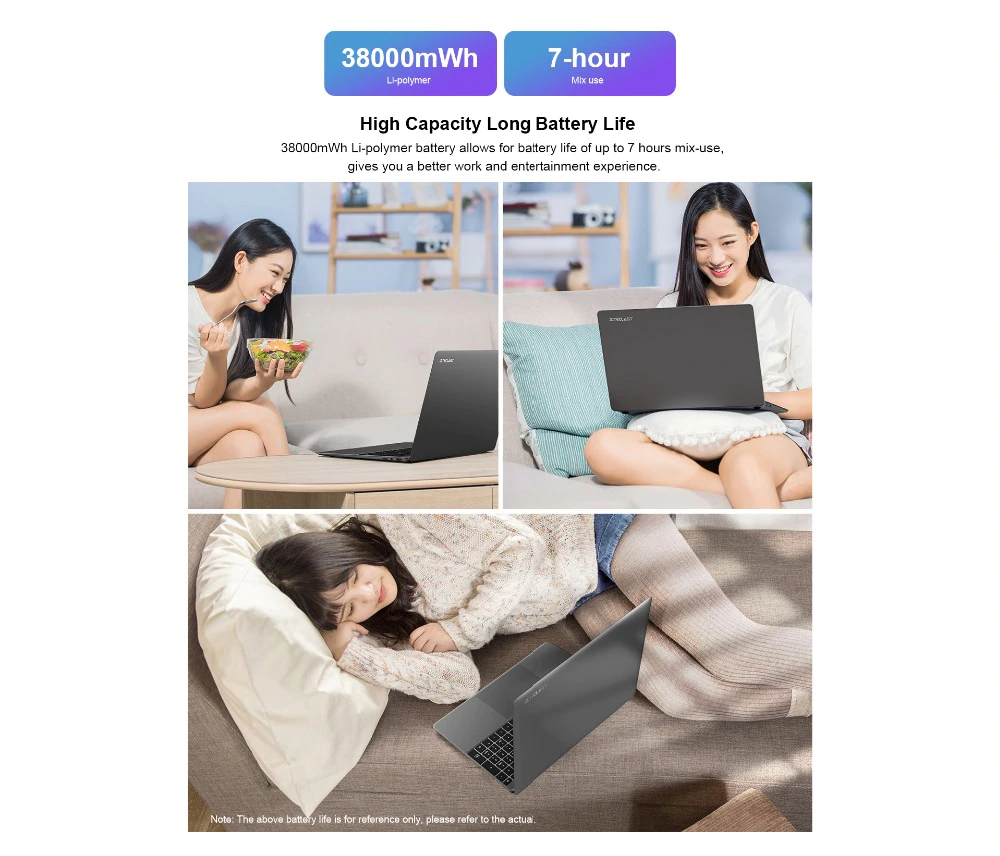 38000mWh
Li-polymer
7-hour
Mix use
High Capacity Long Battery Life
38000mWh Li-polymer battery allows for battery life of up to 7 hours mix-use,
gives you a better work and entertainment experience.
Note: The above battery life is for reference only, please refer to the actual.